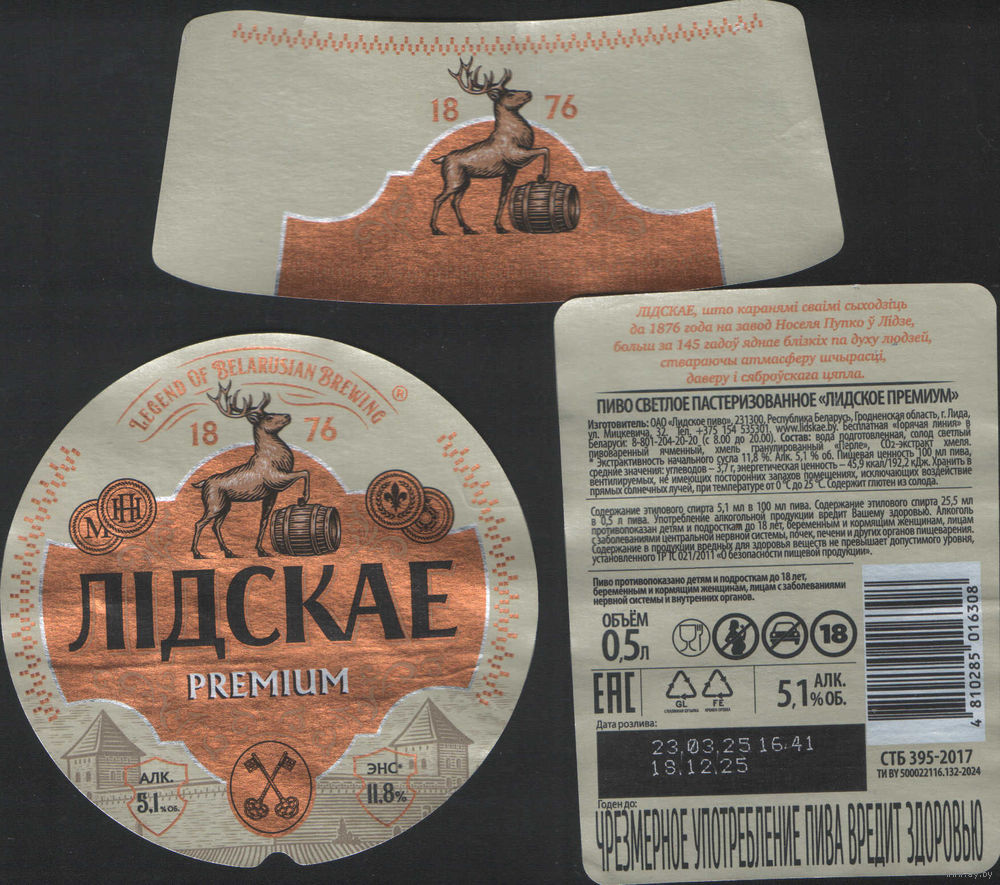 18 76
LEGEND OF BELARUSIAN BREWING ®
18 76
М НН
ЛІДСКАЕ
PREMIUM
АЛК.
5,1 % ОБ.
ЭНС*
11,8%
ЛІДСКАЕ, што каранямі сваімі сыходзіць
да 1876 года на завод Носеля Пупко ў Лідзе,
больш за 145 гадоў яднае блізкіх па духу людзей,
ствараючы атмасферу шчырасці,
даверу і сяброўскага цяпла.
ПИВО СВЕТЛОЕ ПАСТЕРИЗОВАННОЕ «ЛИДСКОЕ ПРЕМИУМ»
Изготовитель: ОАО «Лидское пиво», 231300, Республика Беларусь, Гродненская область, г. Лида,
ул. Мицкевича, 32. Тел. +375 154 535301, www.lidskae.by. Бесплатная «горячая линия» в
Беларуси: 8-801-204-20-20 (с 8.00 до 20.00). Состав: вода подготовленная, солод светлый
пивоваренный ячменный, хмель гранулированный «Перле», CO2-экстракт хмеля.
* Экстрактивность начального сусла 11,8 %. Алк. 5,1 % об. Пищевая ценность 100 мл пива,
средние значения: углеводов – 3,7 г, энергетическая ценность – 45,9 ккал/192,2 кДж. Хранить в
вентилируемых, не имеющих посторонних запахов помещениях, исключающих воздействие
прямых солнечных лучей, при температуре от 0 °С до 25 °С. Содержит глютен из солода.
Содержание этилового спирта 5,1 мл в 100 мл пива. Содержание этилового спирта 25,5 мл
в 0,5 л пива. Употребление алкогольной продукции вредит Вашему здоровью. Алкоголь
противопоказан детям и подросткам до 18 лет, беременным и кормящим женщинам, лицам
с заболеваниями центральной нервной системы, почек, печени и других органов пищеварения.
Содержание в продукции вредных для здоровья веществ не превышает допустимого уровня,
установленного ТР ТС 021/2011 «О безопасности пищевой продукции».
Пиво противопоказано детям и подросткам до 18 лет,
беременным и кормящим женщинам, лицам с заболеваниями
нервной системы и внутренних органов.
ОБЪЁМ
0,5л
18
EAC
GL
FE
5,1 АЛК. % ОБ.
4 810285 016308
Дата розлива:
23.03.25 16:41
18.12.25
СТБ 395-2017
ТИ BY 500022116.132-2024
Годен до:
ЧРЕЗМЕРНОЕ УПОТРЕБЛЕНИЕ ПИВА ВРЕДИТ ЗДОРОВЬЮ